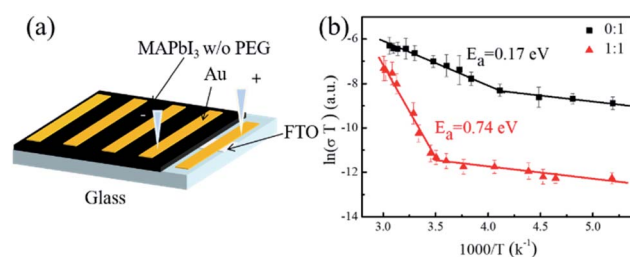 (a)
MAPbI₃ w/o PEG
Au
+
-
FTO
Glass
(b)
0:1
1:1
Eₐ=0.17 eV
Eₐ=0.74 eV
ln(σ T ) (a.u.)
-6
-8
-10
-12
-14
3.0 3.5 4.0 4.5 5.0
1000/T (k⁻¹)